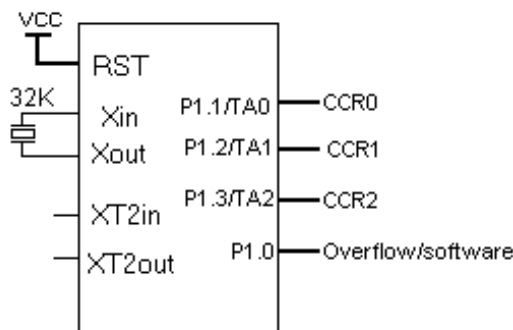 VCC
RST
32K
Xin
P1.1/TA0
CCR0
Xout
P1.2/TA1
CCR1
P1.3/TA2
CCR2
XT2in
P1.0
Overflow/software
XT2out